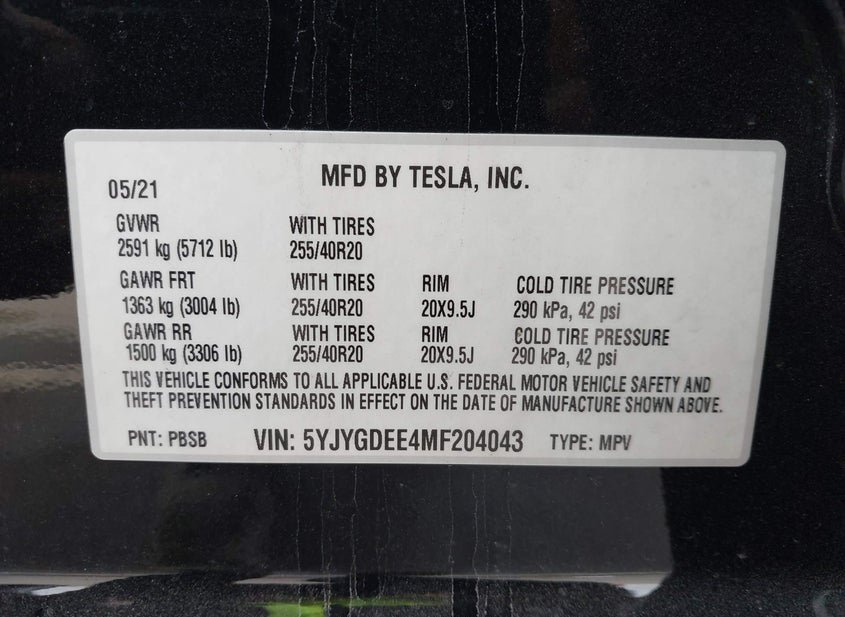 MFD BY TESLA, INC.
05/21
GVWR WITH TIRES
2591 kg (5712 lb) 255/40R20
GAWR FRT WITH TIRES RIM COLD TIRE PRESSURE
1363 kg (3004 lb) 255/40R20 20X9.5J 290 kPa, 42 psi
GAWR RR WITH TIRES RIM COLD TIRE PRESSURE
1500 kg (3306 lb) 255/40R20 20X9.5J 290 kPa, 42 psi
THIS VEHICLE CONFORMS TO ALL APPLICABLE U.S. FEDERAL MOTOR VEHICLE SAFETY AND
THEFT PREVENTION STANDARDS IN EFFECT ON THE DATE OF MANUFACTURE SHOWN ABOVE.
PNT: PBSB VIN: 5YJYGDEE4MF204043 TYPE: MPV